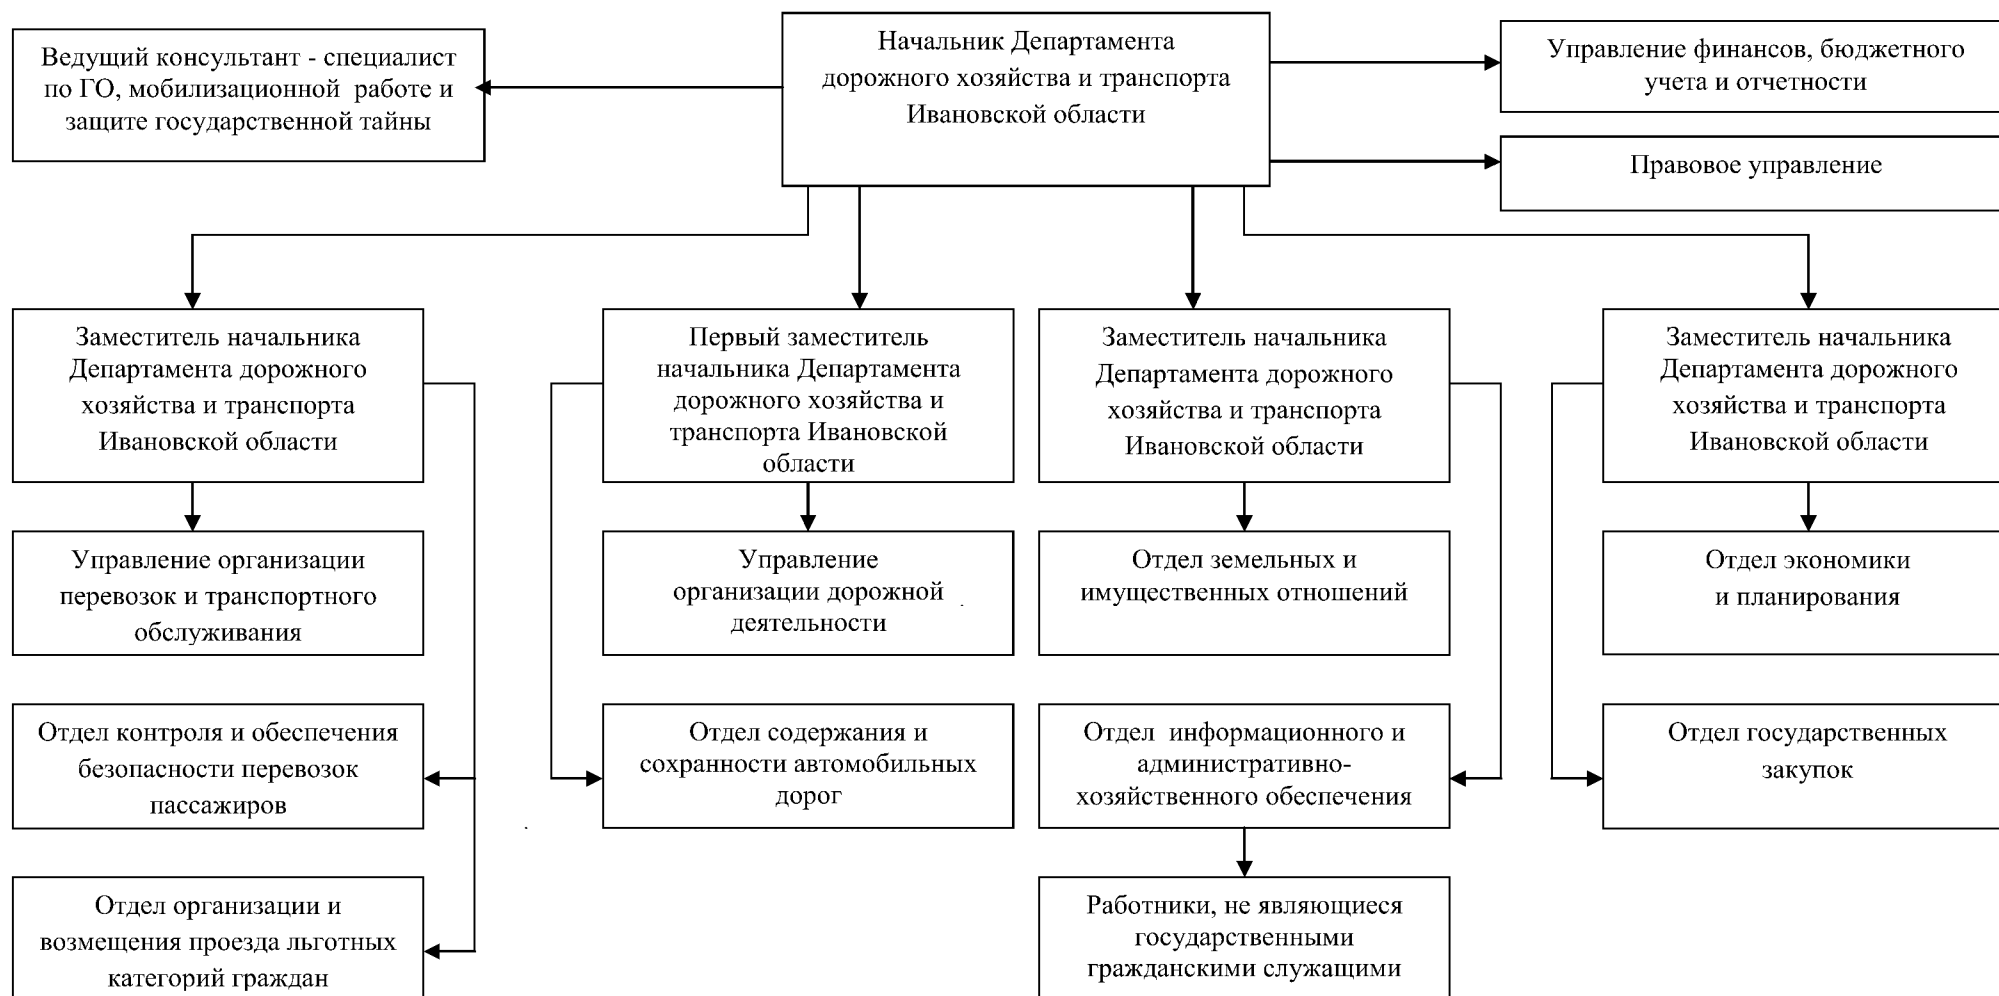 Ведущий консультант - специалист
по ГО, мобилизационной работе и
защите государственной тайны
Начальник Департамента
дорожного хозяйства и транспорта
Ивановской области
Управление финансов, бюджетного
учета и отчетности
Правовое управление
Заместитель начальника
Департамента дорожного
хозяйства и транспорта
Ивановской области
Первый заместитель
начальника Департамента
дорожного хозяйства и
транспорта Ивановской
области
Заместитель начальника
Департамента дорожного
хозяйства и транспорта
Ивановской области
Заместитель начальника
Департамента дорожного
хозяйства и транспорта
Ивановской области
Управление организации
перевозок и транспортного
обслуживания
Управление
организации дорожной
деятельности
Отдел земельных и
имущественных отношений
Отдел экономики
и планирования
Отдел контроля и обеспечения
безопасности перевозок
пассажиров
Отдел содержания и
сохранности автомобильных
дорог
Отдел информационного и
административно-
хозяйственного обеспечения
Отдел государственных
закупок
Отдел организации и
возмещения проезда льготных
категорий граждан
Работники, не являющиеся
государственными
гражданскими служащими